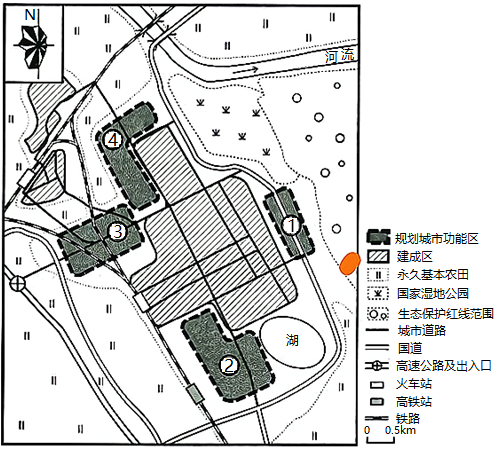 N
河流
④
①
③
湖
②
规划城市功能区
建成区
永久基本农田
国家湿地公园
生态保护红线范围
城市道路
国道
高速公路及出入口
火车站
高铁站
铁路
0 0.5km